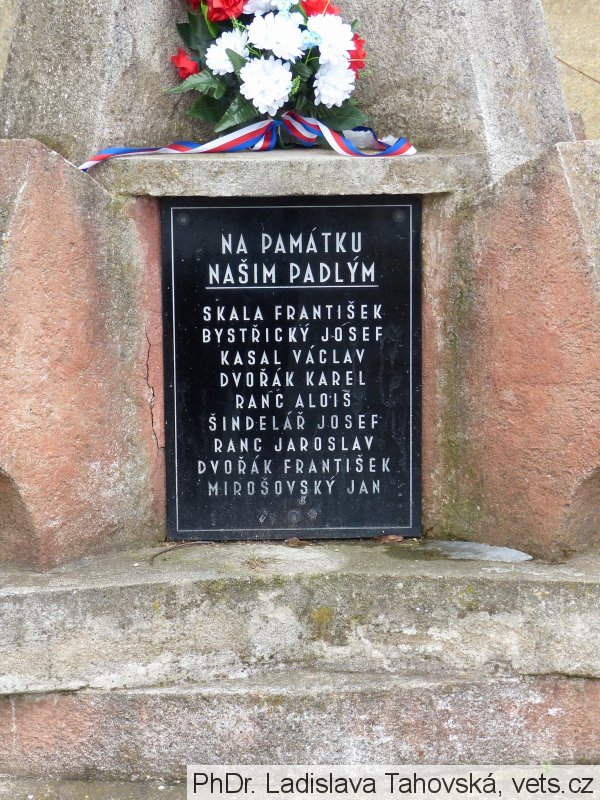 NA PAMÁTKU
NAŠIM PADLÝM
SKALA FRANTIŠEK
BYSTŘICKÝ JOSEF
KASAL VÁCLAV
DVOŘÁK KAREL
RANC ALOIS
ŠINDELÁŘ JOSEF
RANC JAROSLAV
DVOŘÁK FRANTIŠEK
MIROŠOVSKÝ JAN
PhDr. Ladislava Tahovská, vets.cz